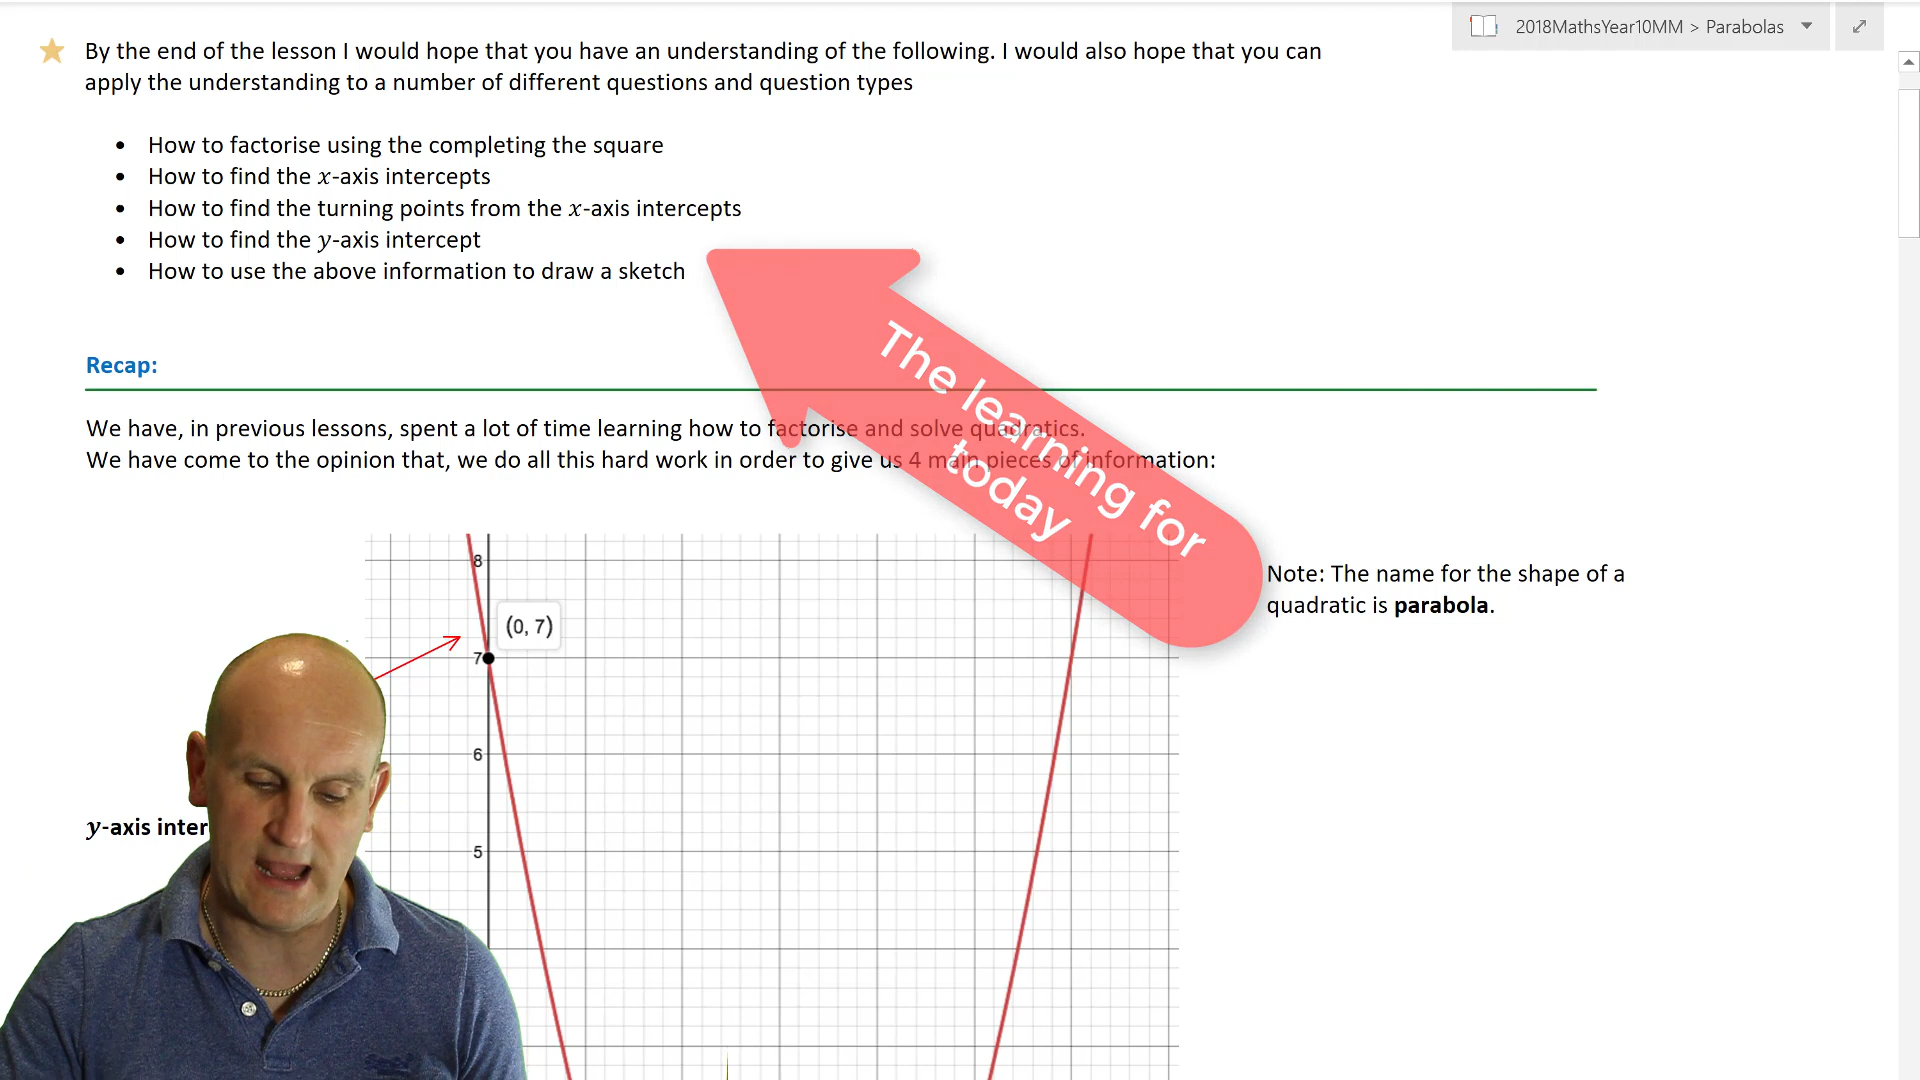 2018MathsYear10MM > Parabolas
By the end of the lesson I would hope that you have an understanding of the following. I would also hope that you can
apply the understanding to a number of different questions and question types
• How to factorise using the completing the square
• How to find the x-axis intercepts
• How to find the turning points from the x-axis intercepts
• How to find the y-axis intercept
• How to use the above information to draw a sketch
The learning for
today
Recap:
We have, in previous lessons, spent a lot of time learning how to factorise and solve quadratics.
We have come to the opinion that, we do all this hard work in order to give us 4 main pieces of information:
8
(0, 7)
7
6
5
Note: The name for the shape of a
quadratic is parabola.
y-axis inter